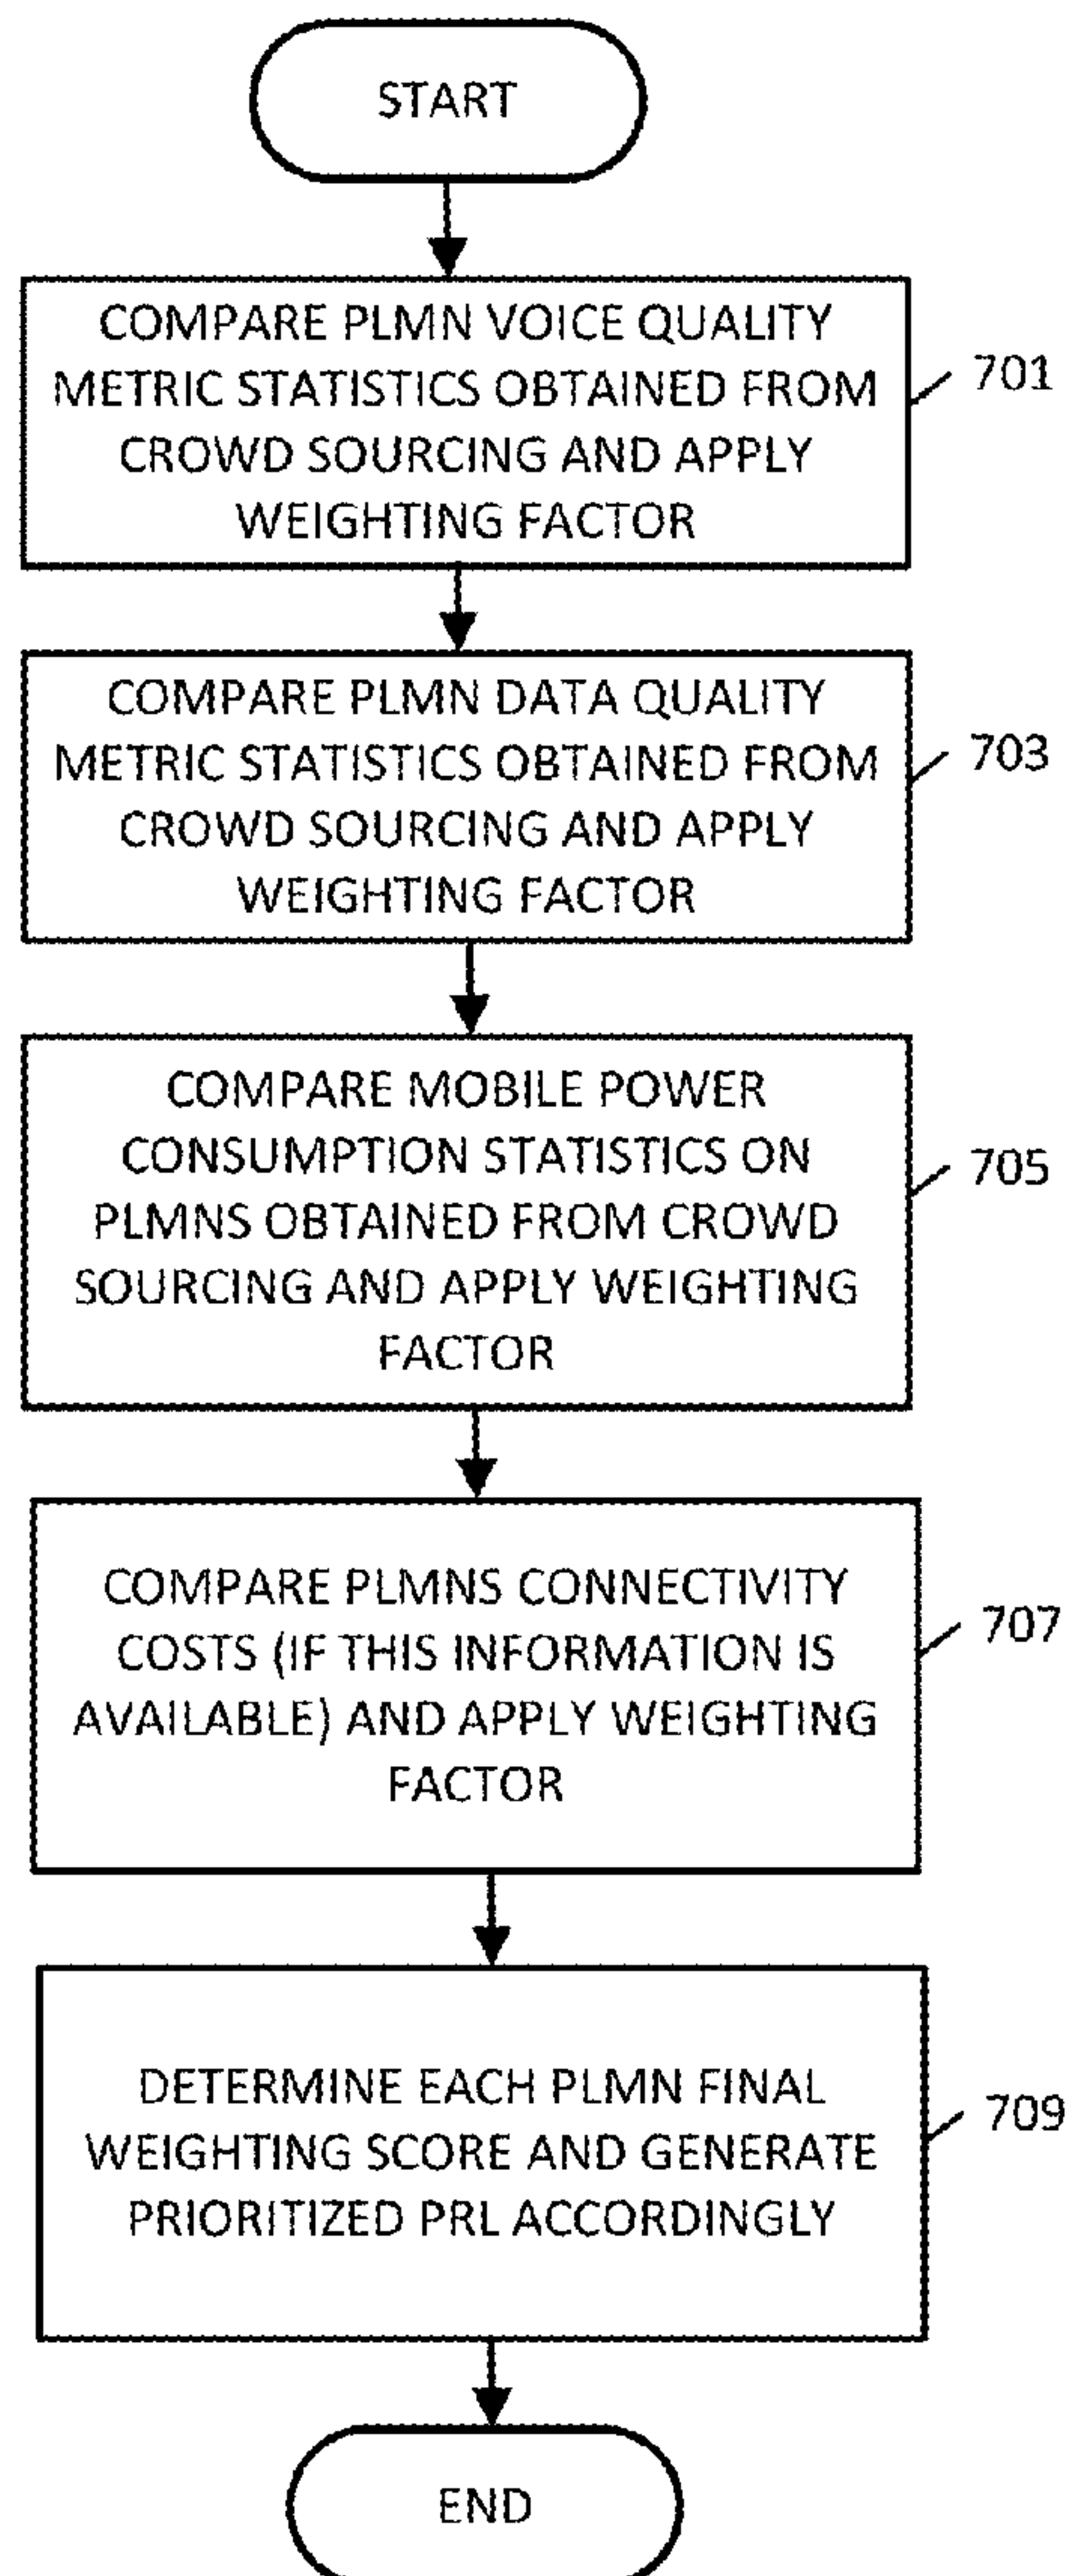 START
COMPARE PLMN VOICE QUALITY
METRIC STATISTICS OBTAINED FROM
CROWD SOURCING AND APPLY
WEIGHTING FACTOR
701
COMPARE PLMN DATA QUALITY
METRIC STATISTICS OBTAINED FROM
CROWD SOURCING AND APPLY
WEIGHTING FACTOR
703
COMPARE MOBILE POWER
CONSUMPTION STATISTICS ON
PLMNS OBTAINED FROM CROWD
SOURCING AND APPLY WEIGHTING
FACTOR
705
COMPARE PLMNS CONNECTIVITY
COSTS (IF THIS INFORMATION IS
AVAILABLE) AND APPLY WEIGHTING
FACTOR
707
DETERMINE EACH PLMN FINAL
WEIGHTING SCORE AND GENERATE
PRIORITIZED PRL ACCORDINGLY
709
END